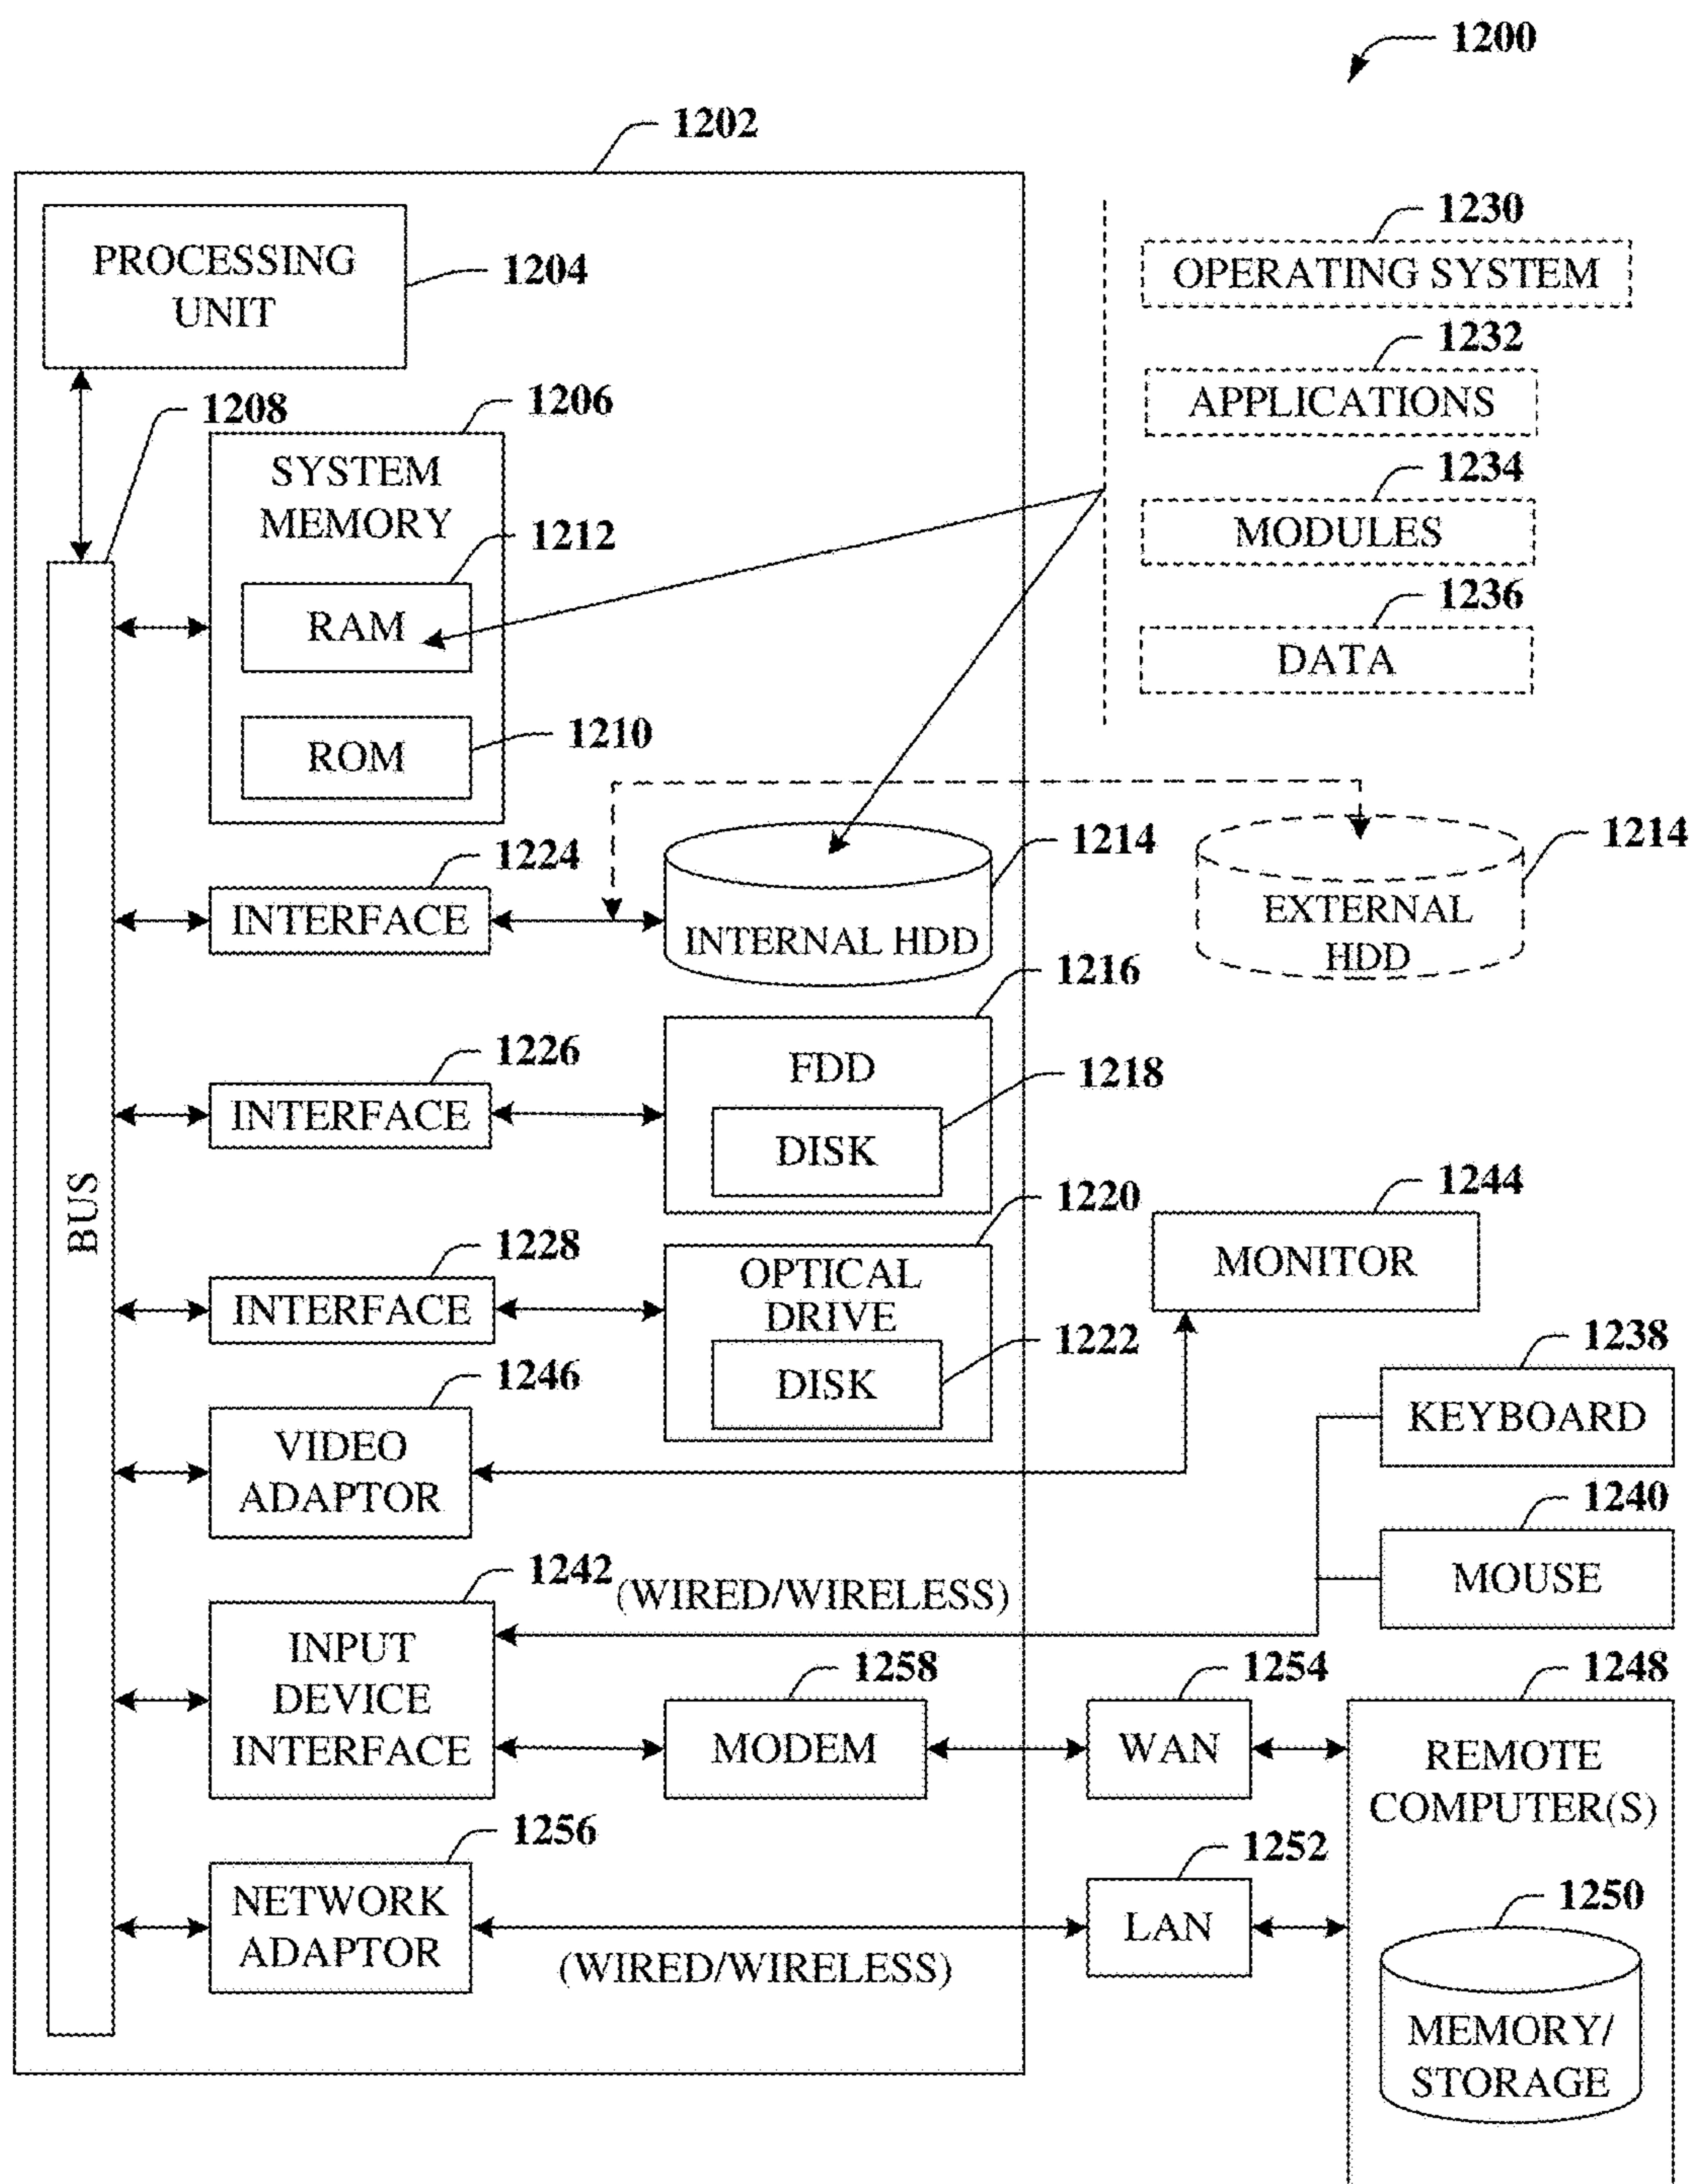 1200
1202
PROCESSING
UNIT
1204
1230
OPERATING SYSTEM
1232
APPLICATIONS
1234
MODULES
1236
DATA
1208
1206
SYSTEM
MEMORY
1212
RAM
1210
ROM
1224
INTERFACE
1214
INTERNAL HDD
1214
EXTERNAL
HDD
1216
1226
INTERFACE
FDD
1218
DISK
BUS
1220
1228
INTERFACE
OPTICAL
DRIVE
1222
DISK
1244
MONITOR
1246
VIDEO
ADAPTOR
1238
KEYBOARD
1240
MOUSE
1242
(WIRED/WIRELESS)
INPUT
DEVICE
INTERFACE
1258
MODEM
1254
WAN
1248
REMOTE
COMPUTER(S)
1256
NETWORK
ADAPTOR
(WIRED/WIRELESS)
1252
LAN
1250
MEMORY/
STORAGE